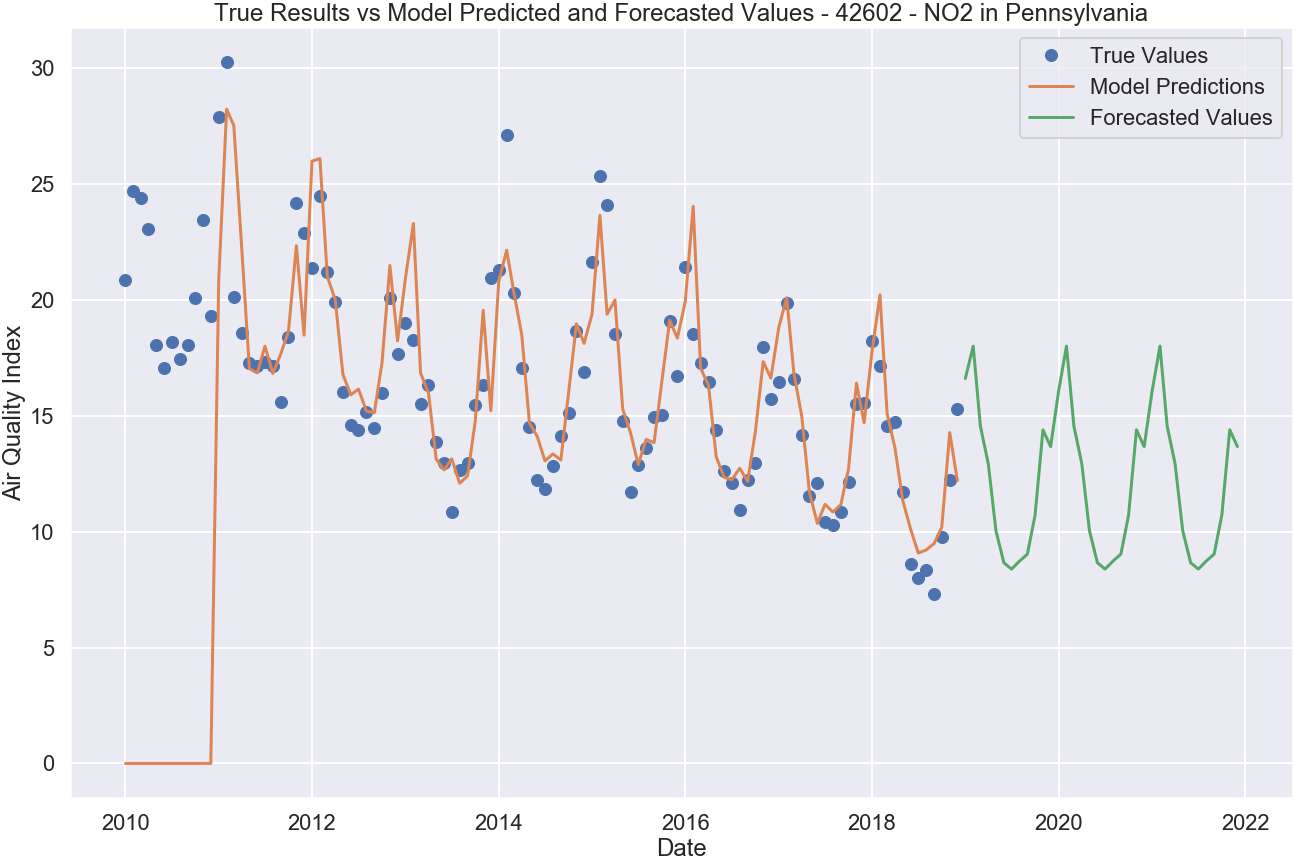 True Results vs Model Predicted and Forecasted Values - 42602 - NO2 in Pennsylvania
True Values
Model Predictions
Forecasted Values
Air Quality Index
30
25
20
15
10
5
0
2010 2012 2014 2016 2018 2020 2022
Date